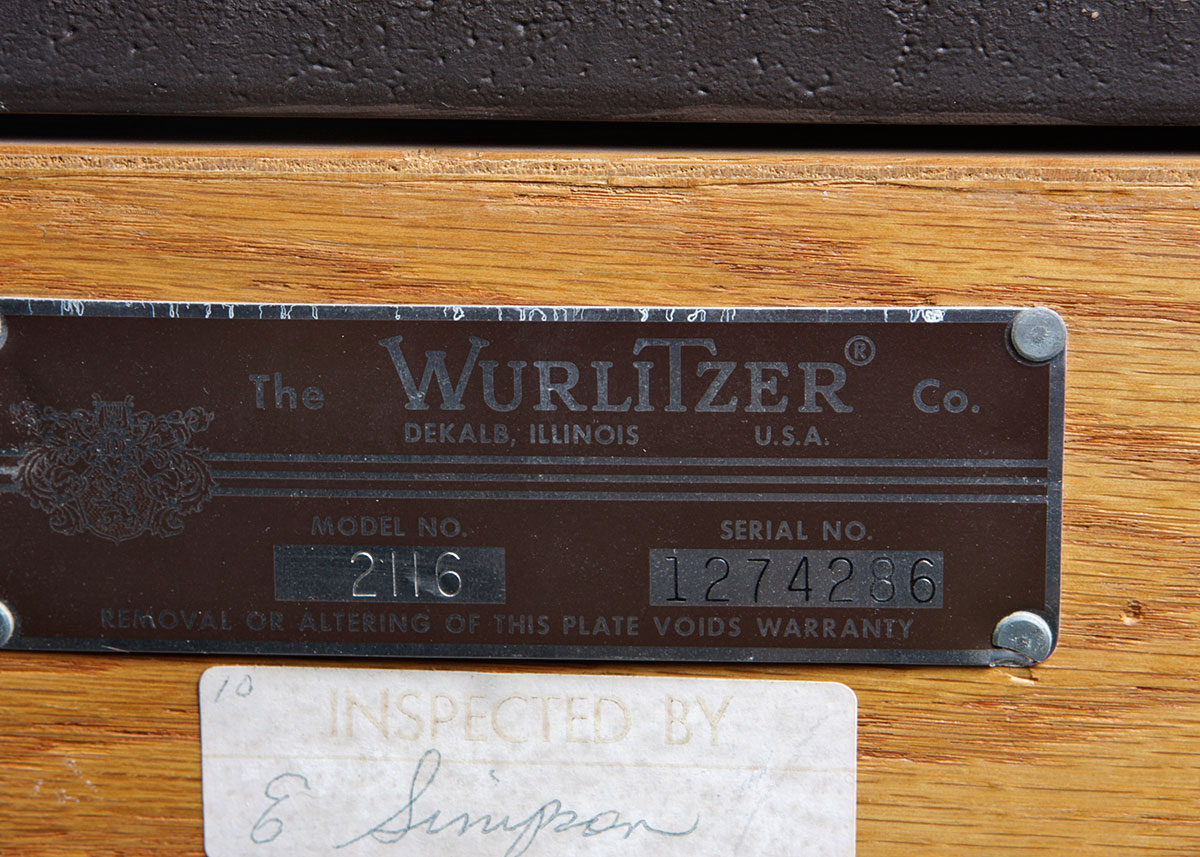 The WURLITZER® Co.
DEKALB, ILLINOIS U.S.A.
MODEL NO. SERIAL NO.
2116 1274286
REMOVAL OR ALTERING OF THIS PLATE VOIDS WARRANTY
10
INSPECTED BY
E Simpson